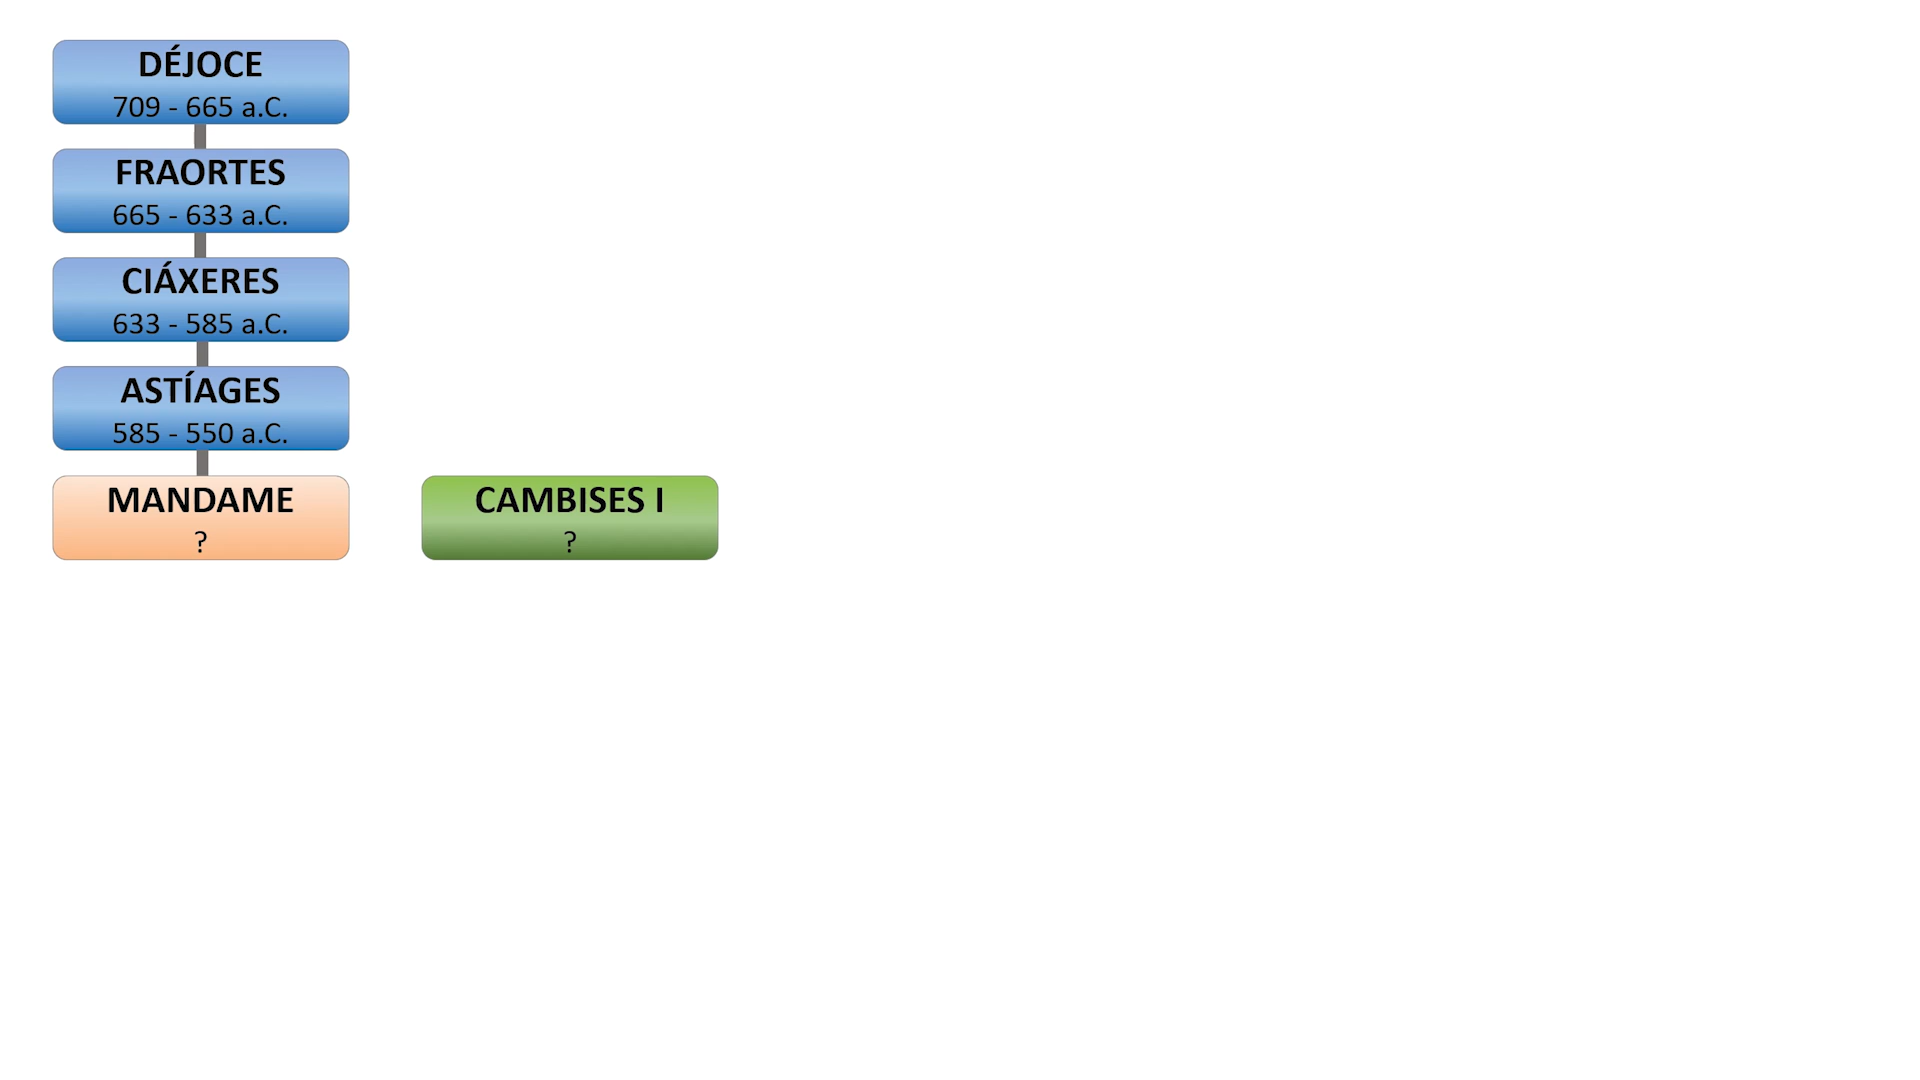 DÉJOCE
709 - 665 a.C.
FRAORTES
665 - 633 a.C.
CIÁXERES
633 - 585 a.C.
ASTÍAGES
585 - 550 a.C.
MANDAME
?
CAMBISES I
?